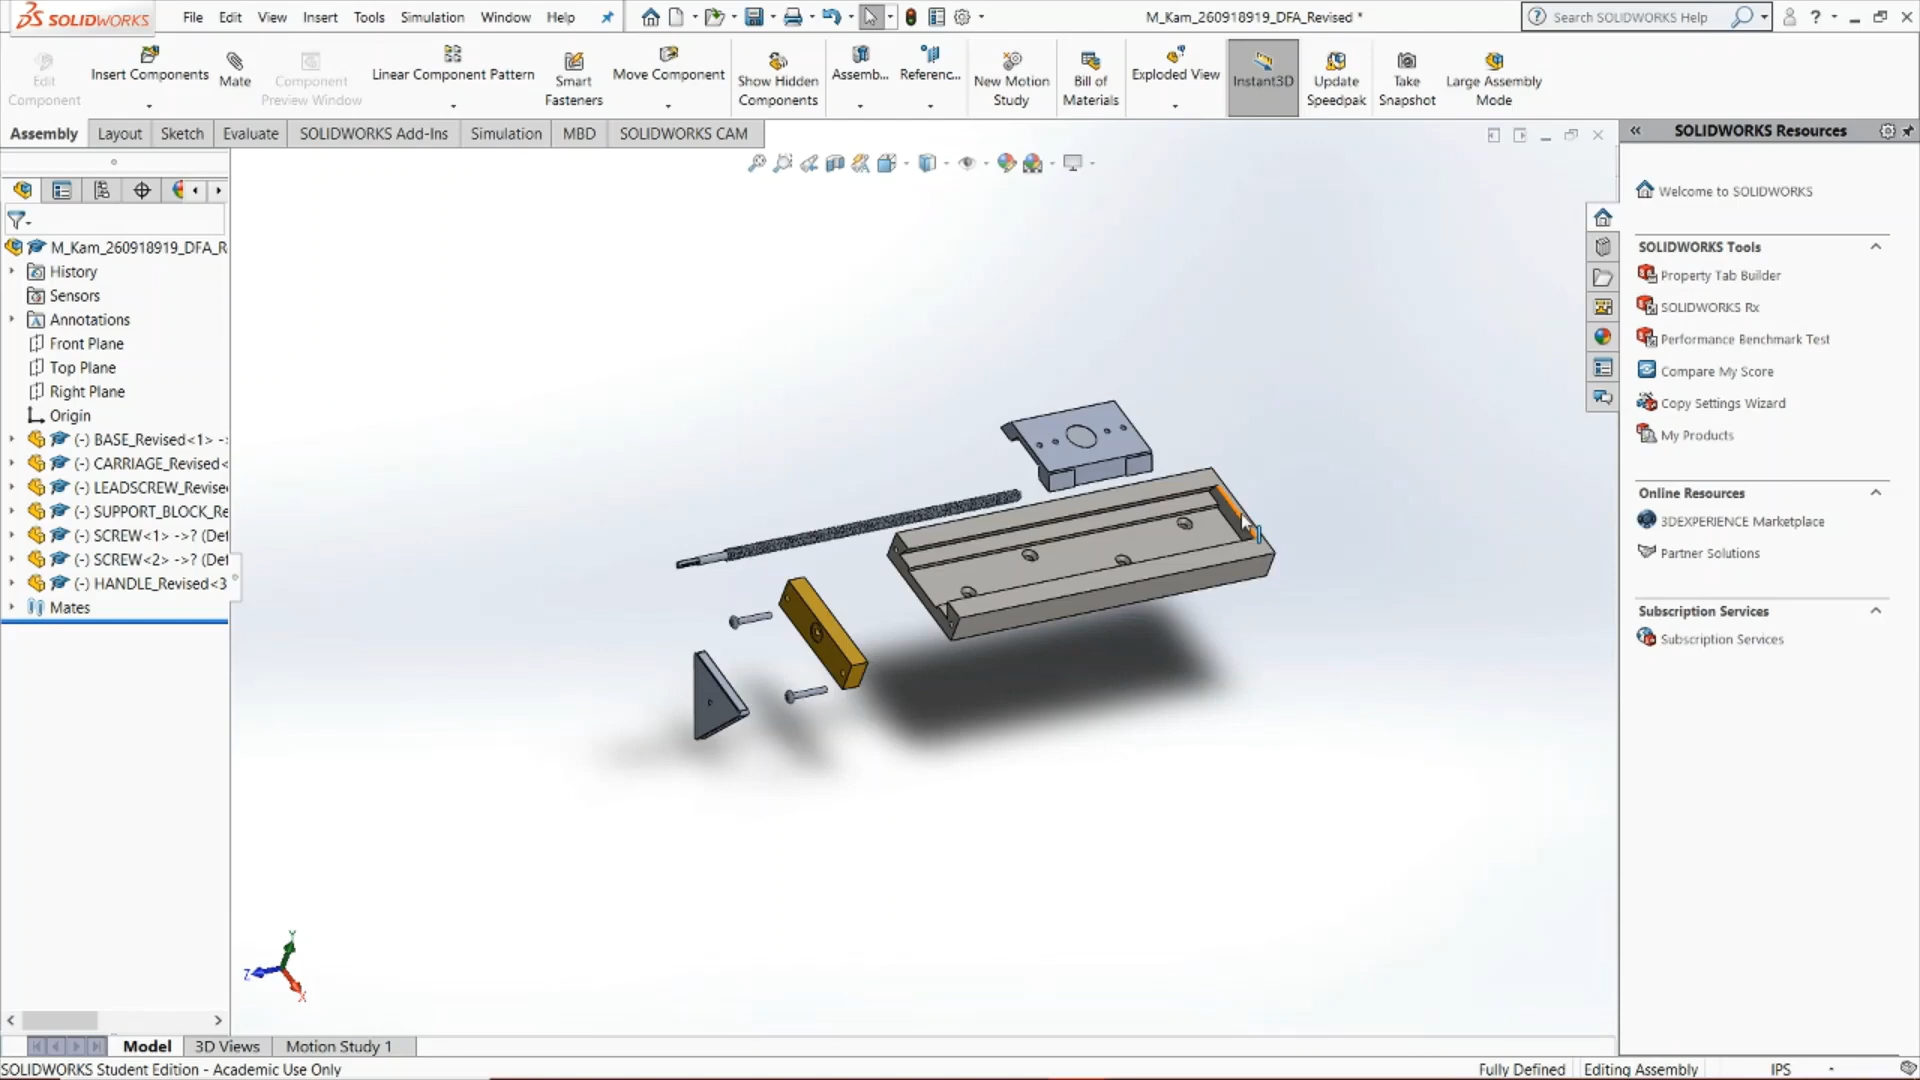 SOLIDWORKS
File Edit View Insert Tools Simulation Window Help
M_Kam_260918919_DFA_Revised *
Search SOLIDWORKS Help
Edit Component
Insert Components
Mate
Component Preview Window
Linear Component Pattern
Smart Fasteners
Move Component
Show Hidden Components
Assemb...
Referenc...
New Motion Study
Bill of Materials
Exploded View
Instant3D
Update Speedpak
Take Snapshot
Large Assembly Mode
Assembly Layout Sketch Evaluate SOLIDWORKS Add-Ins Simulation MBD SOLIDWORKS CAM
M_Kam_260918919_DFA_R
History
Sensors
Annotations
Front Plane
Top Plane
Right Plane
Origin
(-) BASE_Revised<1> ->
(-) CARRIAGE_Revised<
(-) LEADSCREW_Revise
(-) SUPPORT_BLOCK_Re
(-) SCREW<1> ->? (Def
(-) SCREW<2> ->? (Def
(-) HANDLE_Revised<3
Mates
Y
Z
X
SOLIDWORKS Resources
Welcome to SOLIDWORKS
SOLIDWORKS Tools
Property Tab Builder
SOLIDWORKS Rx
Performance Benchmark Test
Compare My Score
Copy Settings Wizard
My Products
Online Resources
3DEXPERIENCE Marketplace
Partner Solutions
Subscription Services
Subscription Services
Model 3D Views Motion Study 1
SOLIDWORKS Student Edition - Academic Use Only
Fully Defined Editing Assembly IPS